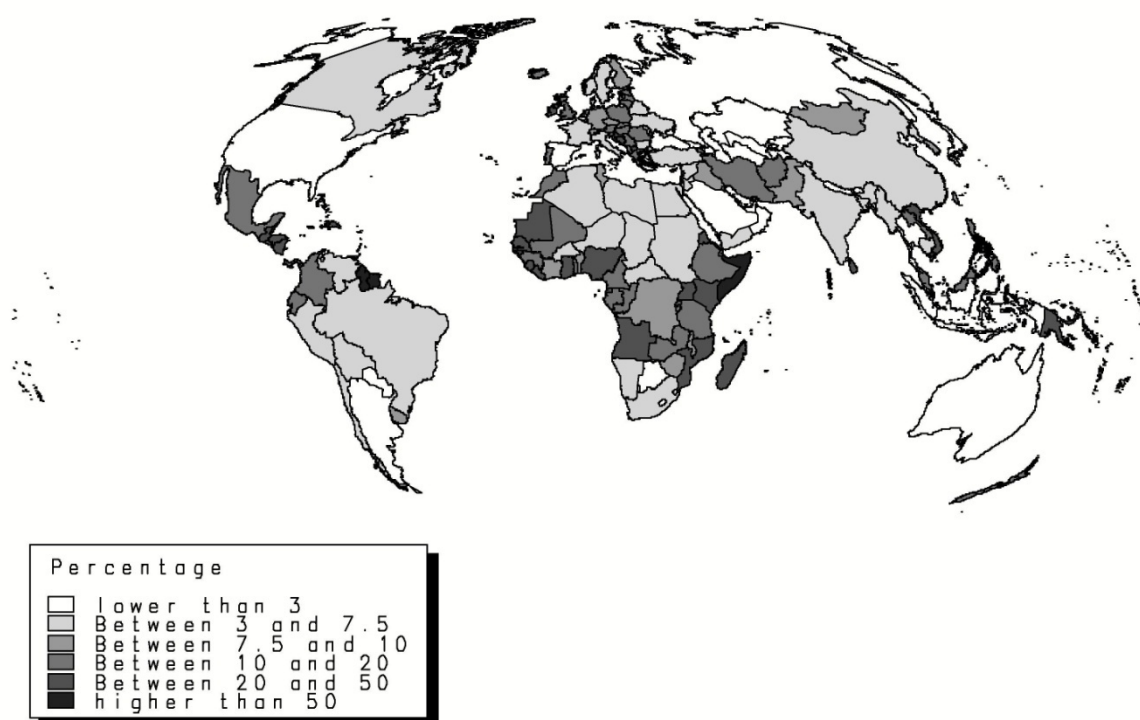 Percentage
lower than 3
Between 3 and 7.5
Between 7.5 and 10
Between 10 and 20
Between 20 and 50
higher than 50